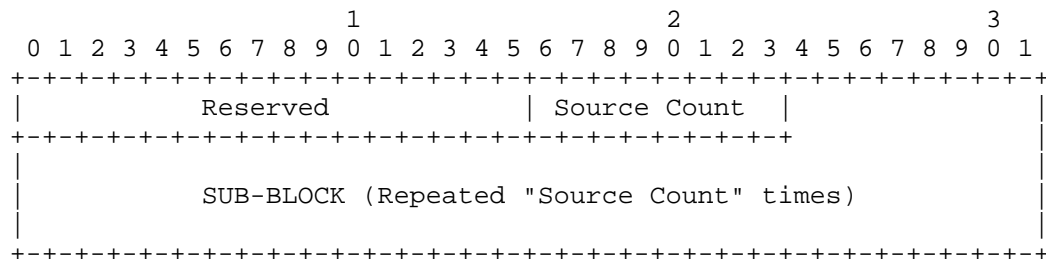 1                   2                   3
 0 1 2 3 4 5 6 7 8 9 0 1 2 3 4 5 6 7 8 9 0 1 2 3 4 5 6 7 8 9 0 1
+-+-+-+-+-+-+-+-+-+-+-+-+-+-+-+-+-+-+-+-+-+-+-+-+-+-+-+-+-+-+-+-+
|            Reserved            | Source Count  |               |
+-+-+-+-+-+-+-+-+-+-+-+-+-+-+-+-+-+-+-+-+-+-+-+-+               |
|                                                                |
|            SUB-BLOCK (Repeated "Source Count" times)           |
|                                                                |
+-+-+-+-+-+-+-+-+-+-+-+-+-+-+-+-+-+-+-+-+-+-+-+-+-+-+-+-+-+-+-+-+